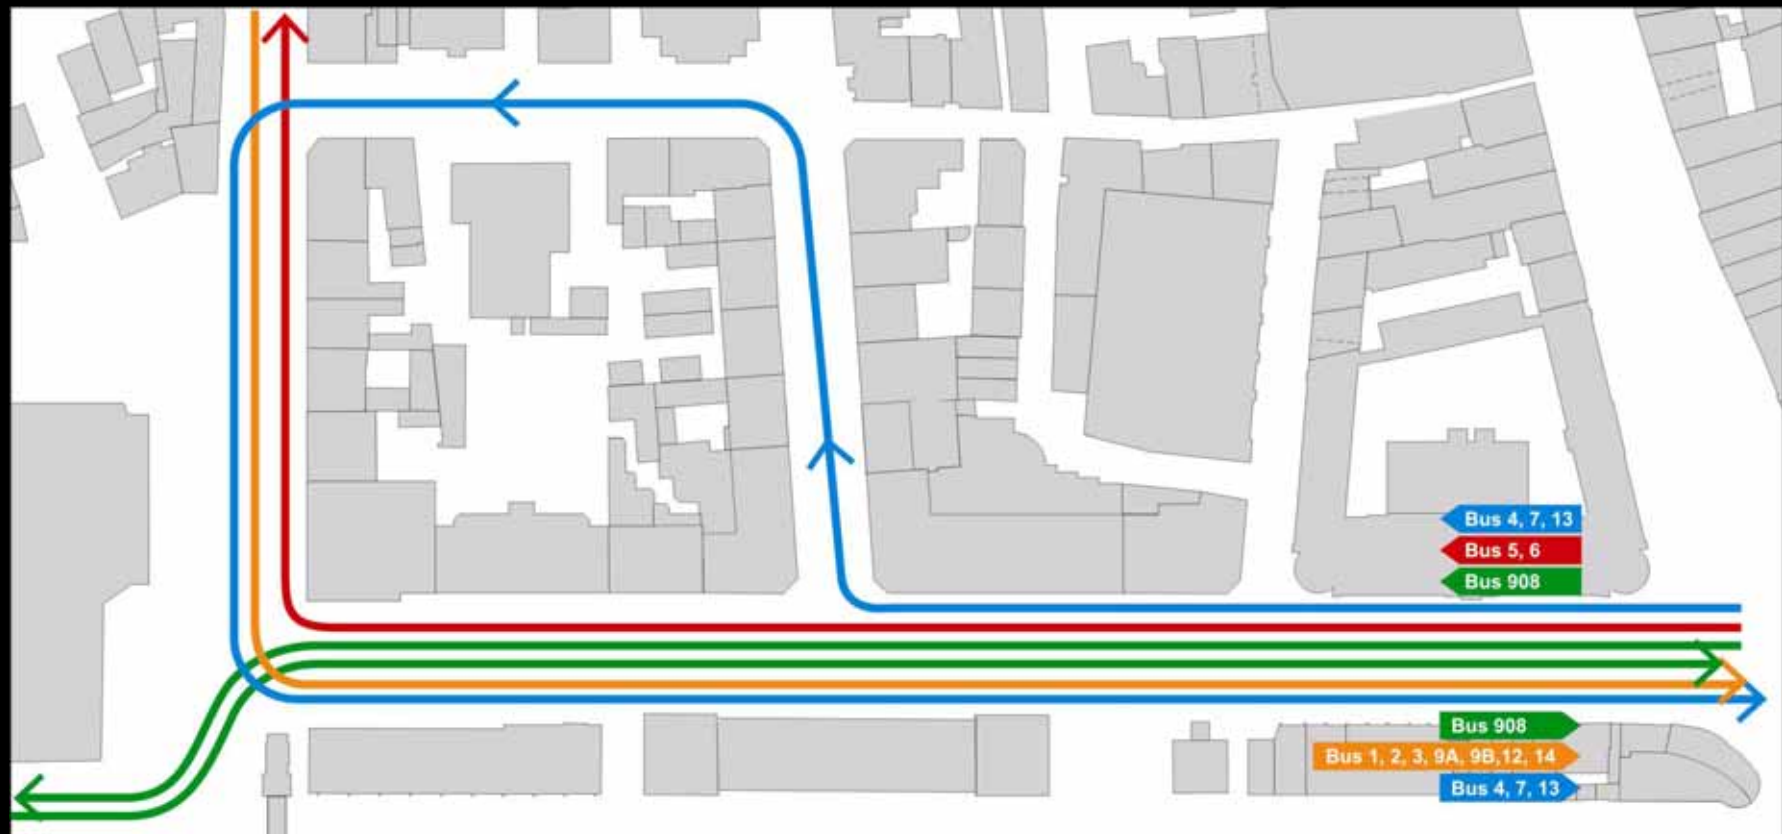 Bus 4, 7, 13
Bus 5, 6
Bus 908
Bus 908
Bus 1, 2, 3, 9A, 9B,12, 14
Bus 4, 7, 13